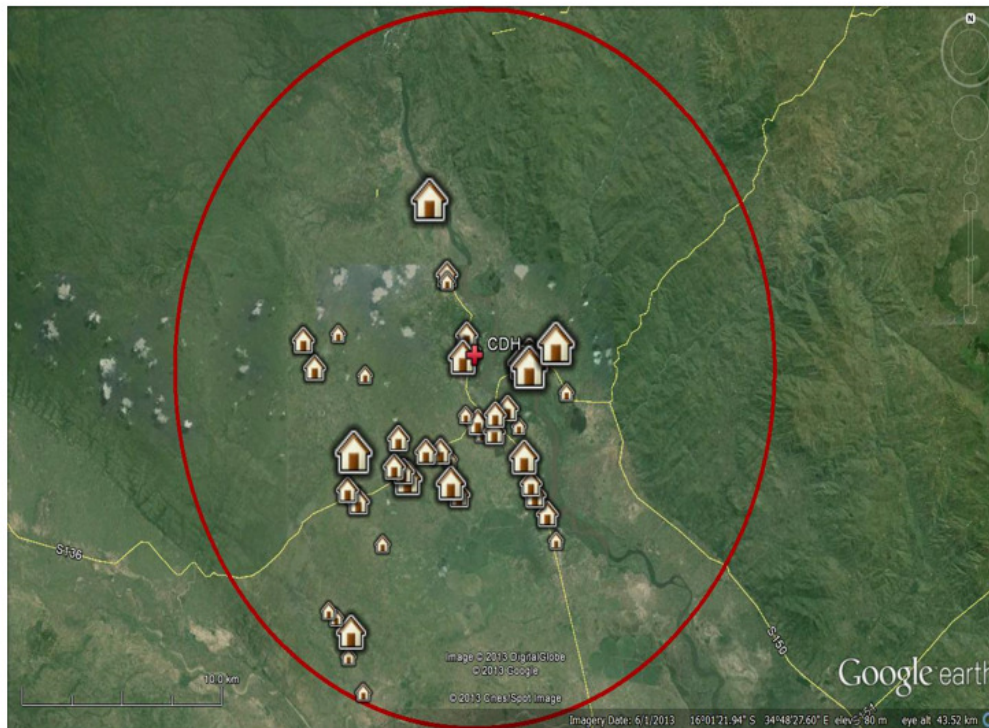 N
CDH
S136
10.0 km
S150
Image © 2013 DigitalGlobe
© 2013 Google
© 2013 Cnes/Spot Image
Google earth
Imagery Date: 6/1/2013 16°01'21.94" S 34°48'27.60" E elev 80 m eye alt 43.52 km